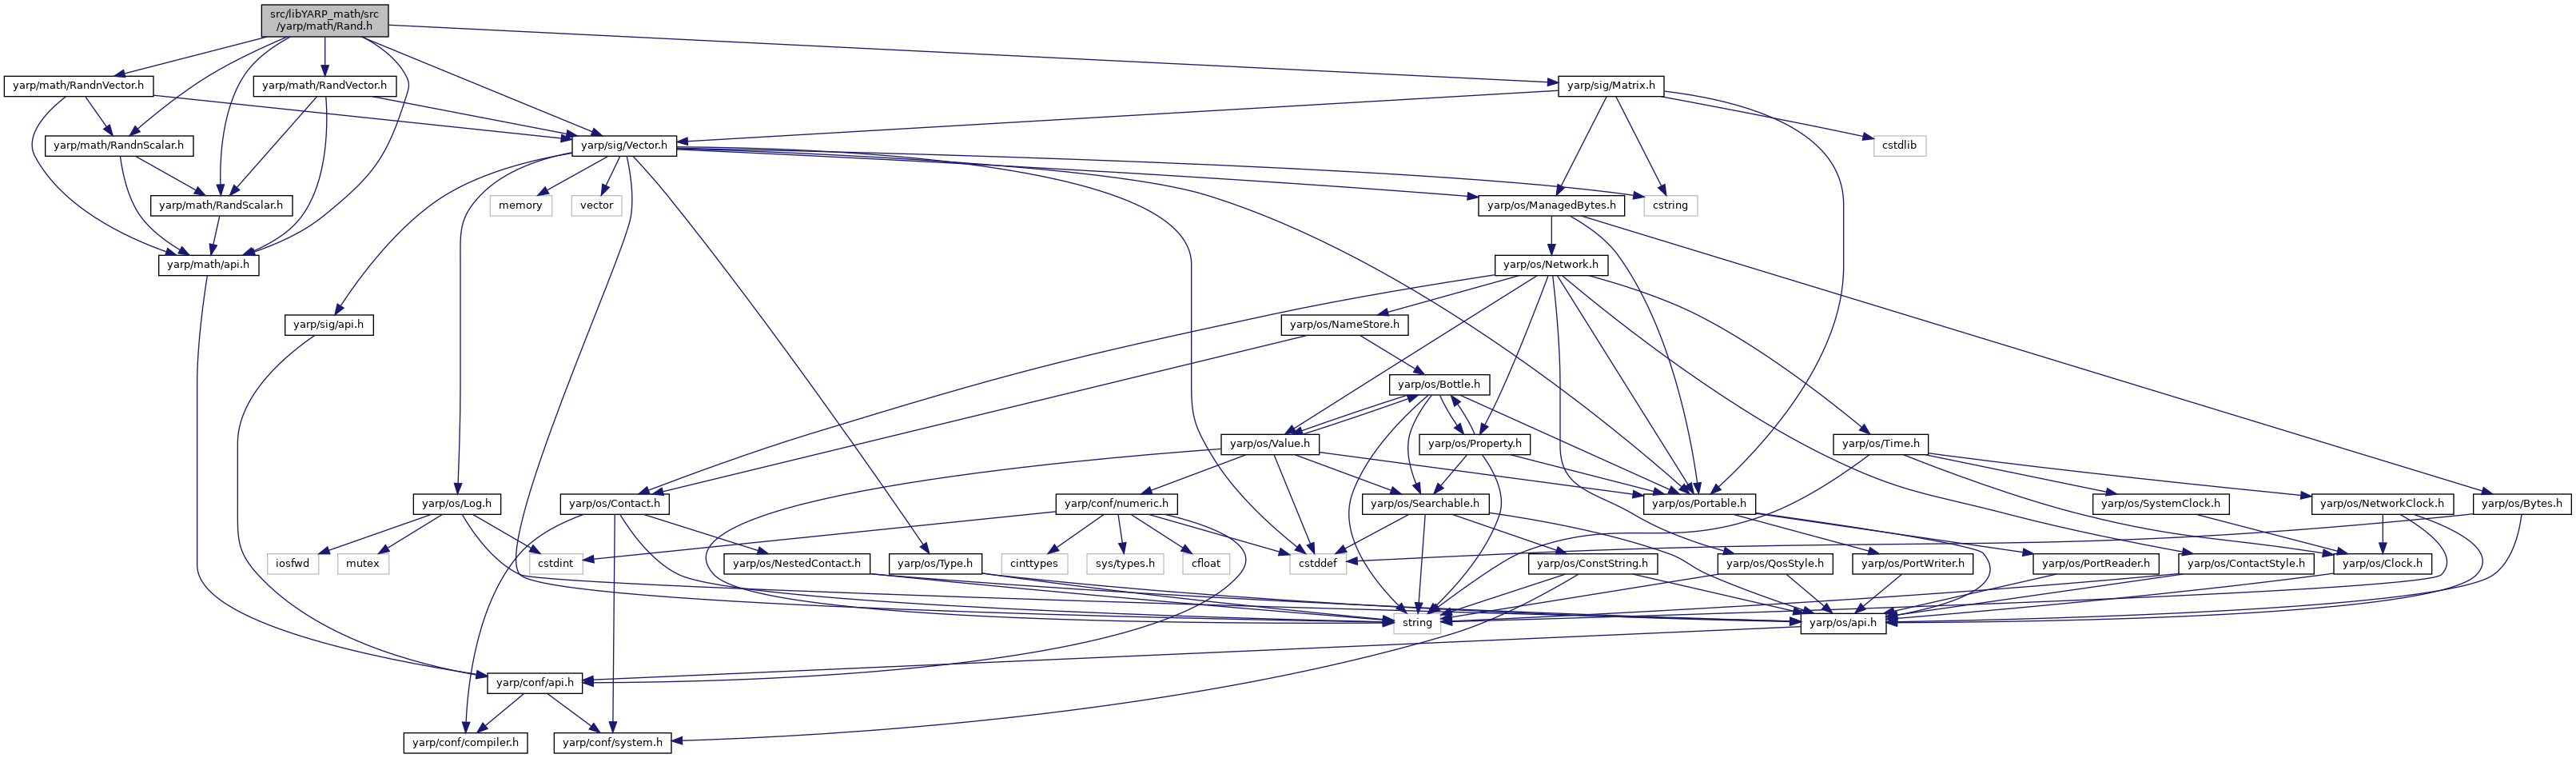 src/libYARP_math/src
/yarp/math/Rand.h
yarp/math/RandnVector.h
yarp/math/RandVector.h
yarp/sig/Matrix.h
yarp/math/RandnScalar.h
yarp/sig/Vector.h
cstdlib
yarp/math/RandScalar.h
memory
vector
yarp/os/ManagedBytes.h
cstring
yarp/math/api.h
yarp/os/Network.h
yarp/sig/api.h
yarp/os/NameStore.h
yarp/os/Bottle.h
yarp/os/Value.h
yarp/os/Property.h
yarp/os/Time.h
yarp/os/Log.h
yarp/os/Contact.h
yarp/conf/numeric.h
yarp/os/Searchable.h
yarp/os/Portable.h
yarp/os/SystemClock.h
yarp/os/NetworkClock.h
yarp/os/Bytes.h
iosfwd
mutex
cstdint
yarp/os/NestedContact.h
yarp/os/Type.h
cinttypes
sys/types.h
cfloat
cstddef
yarp/os/ConstString.h
yarp/os/QosStyle.h
yarp/os/PortWriter.h
yarp/os/PortReader.h
yarp/os/ContactStyle.h
yarp/os/Clock.h
string
yarp/os/api.h
yarp/conf/api.h
yarp/conf/compiler.h
yarp/conf/system.h